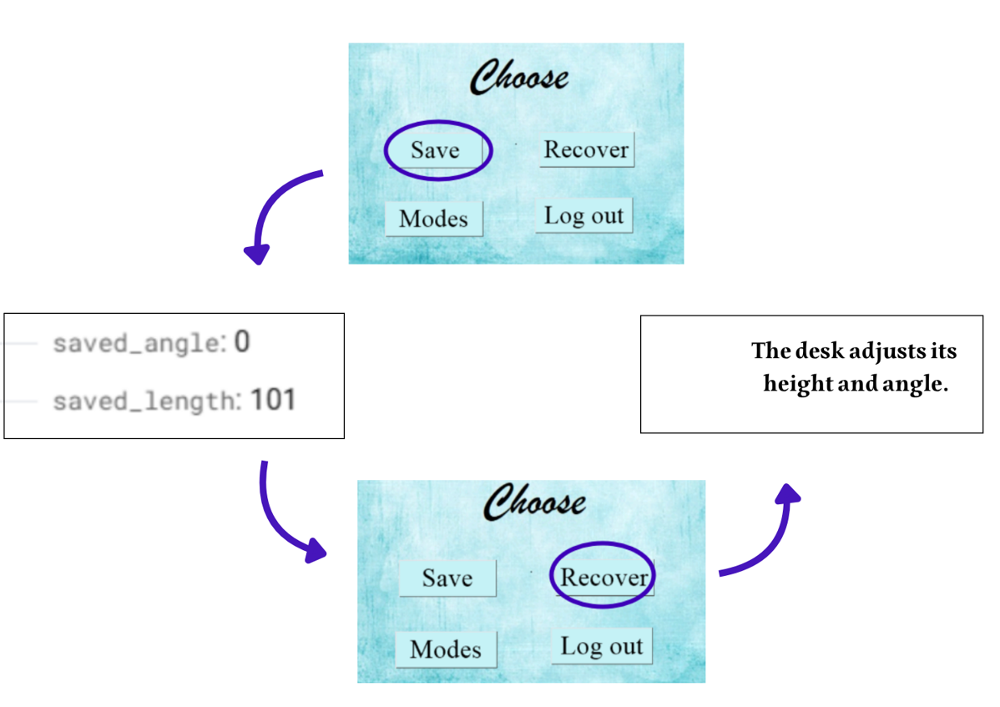 Choose
Save
Recover
Modes
Log out
saved_angle: 0
saved_length: 101
The desk adjusts its
height and angle.
Choose
Save
Recover
Modes
Log out